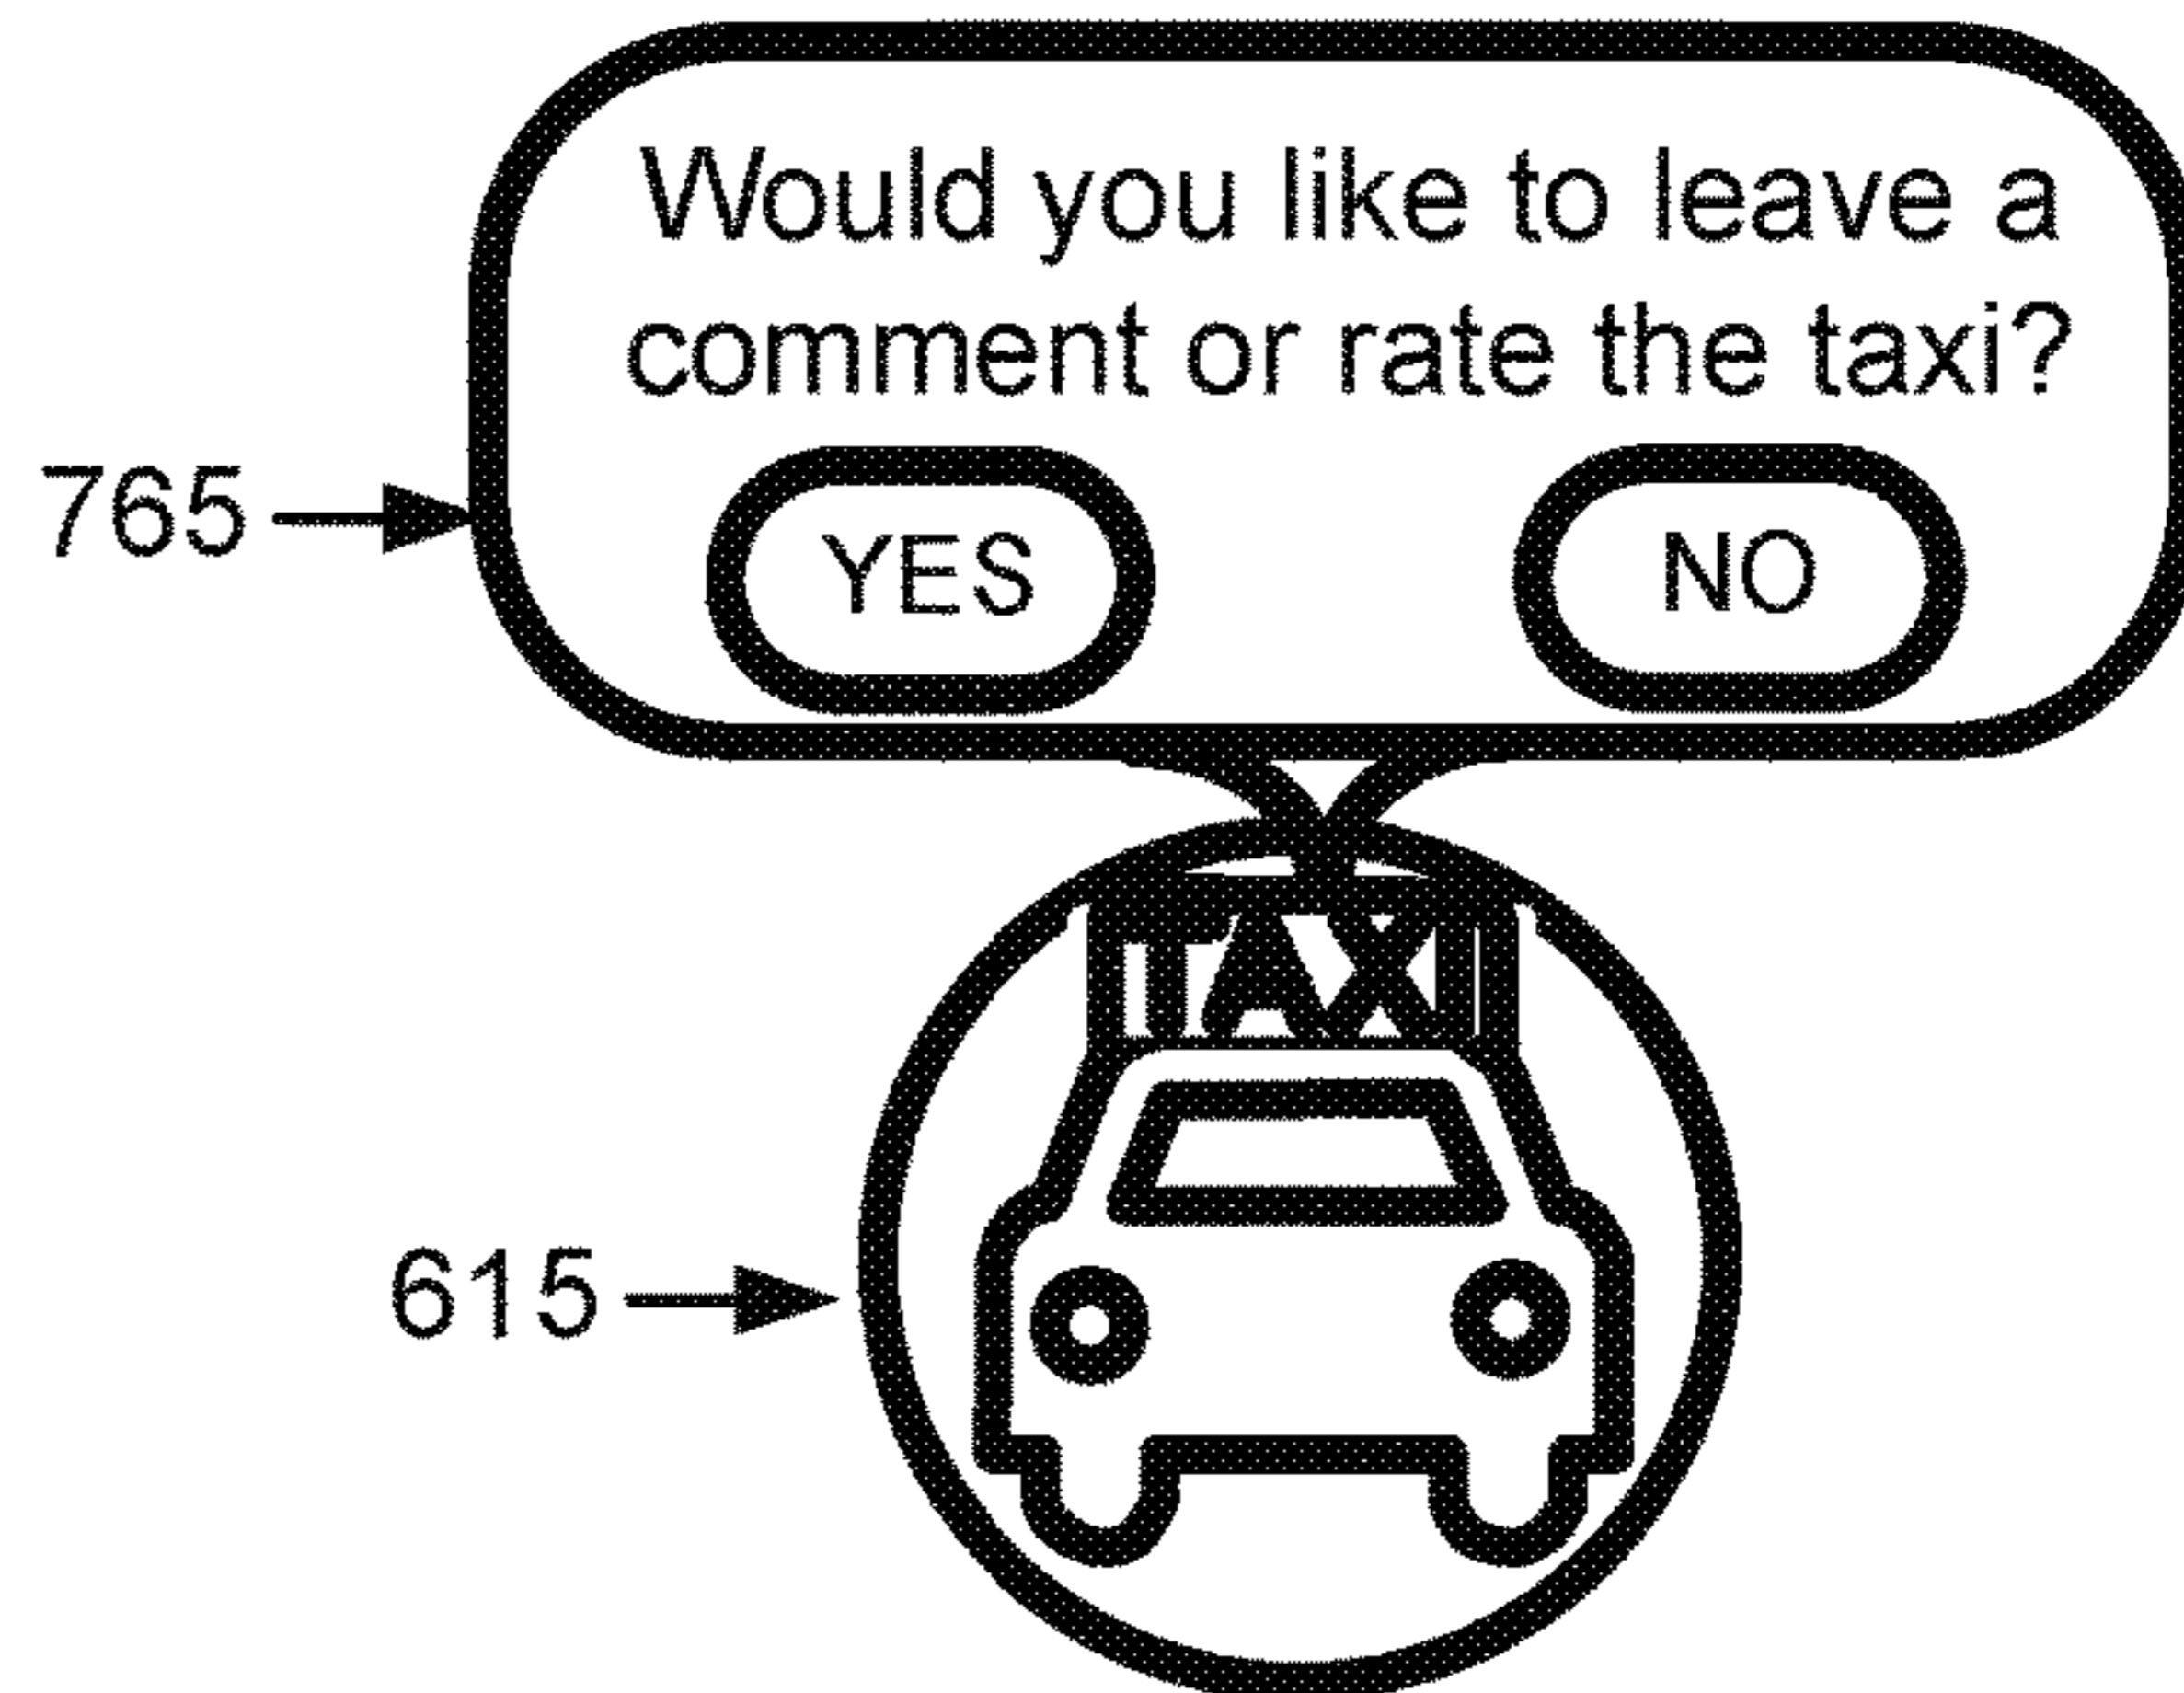 Would you like to leave a
comment or rate the taxi?
765
YES NO
TAXI
615